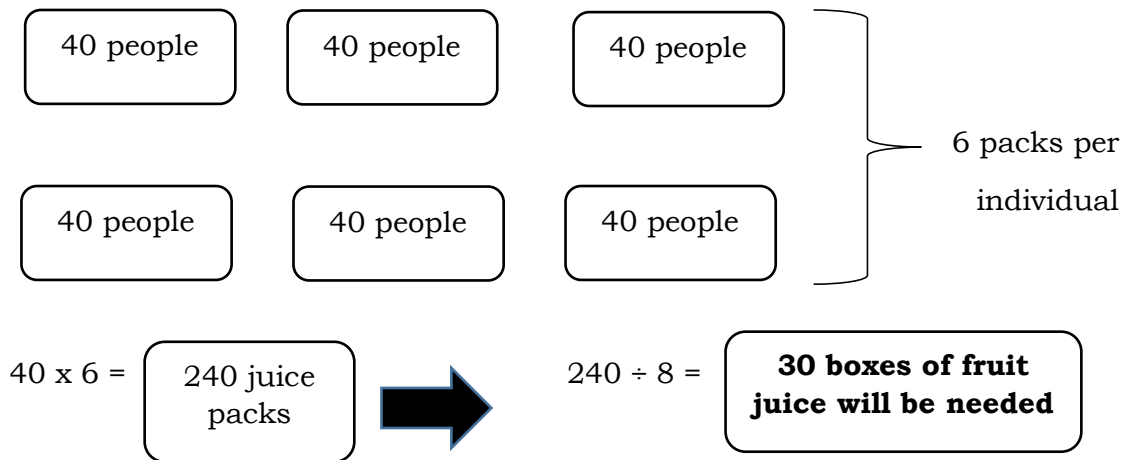 40 people 40 people 40 people
6 packs per
individual
40 people 40 people 40 people
40 x 6 =
240 juice
packs
240 ÷ 8 =
30 boxes of fruit
juice will be needed